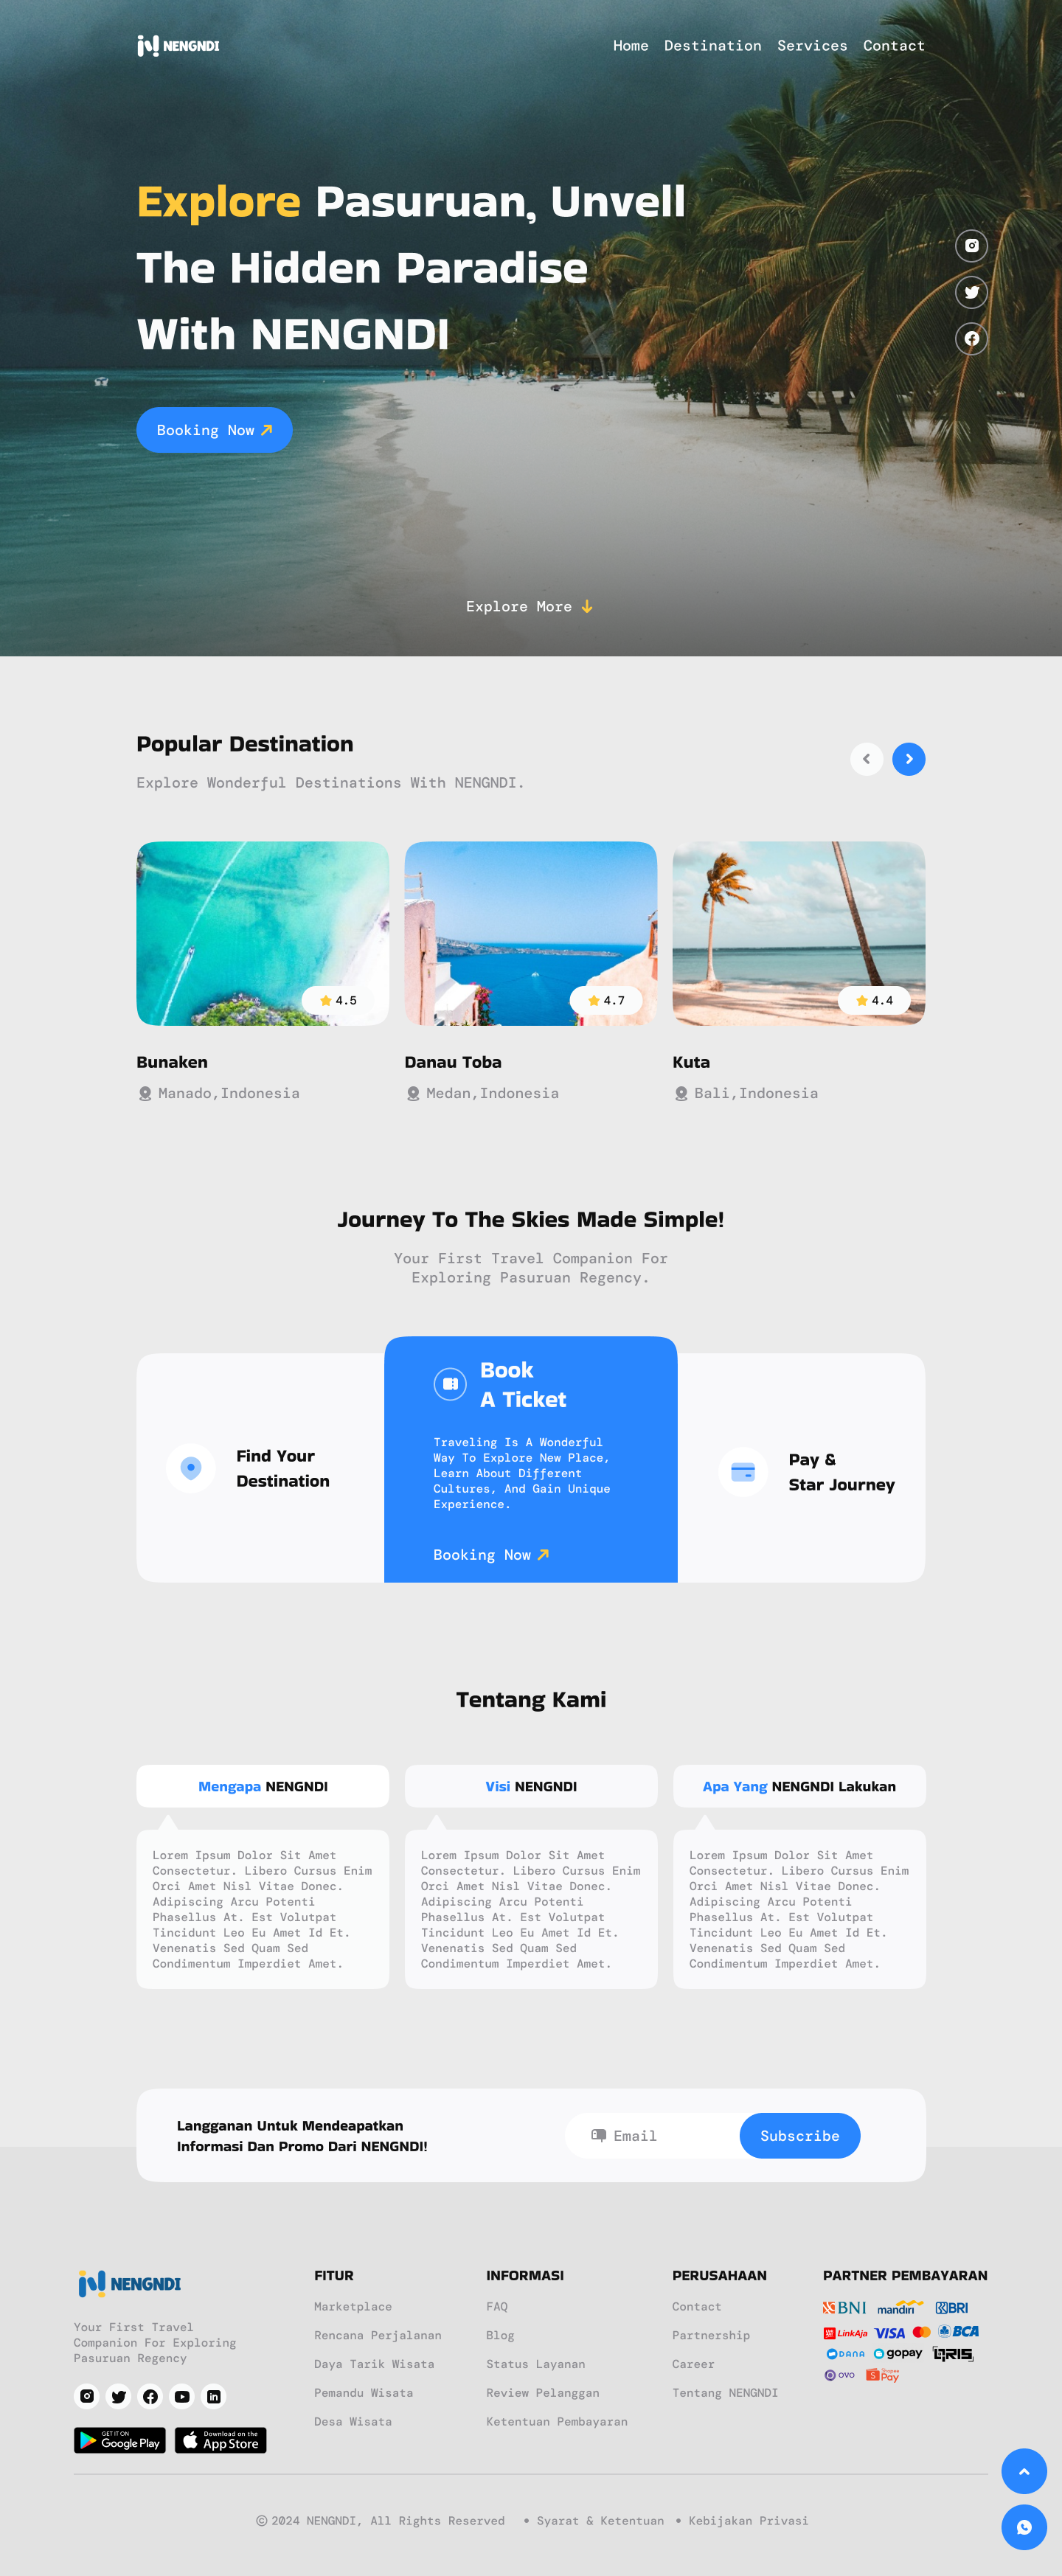 NENGNDI
Home Destination Services Contact
Explore Pasuruan, Unvell
The Hidden Paradise
With NENGNDI
Booking Now
Explore More
Popular Destination
Explore Wonderful Destinations With NENGNDI.
4.5
4.7
4.4
Bunaken
Manado,Indonesia
Danau Toba
Medan,Indonesia
Kuta
Bali,Indonesia
Journey To The Skies Made Simple!
Your First Travel Companion For
Exploring Pasuruan Regency.
Find Your
Destination
Book
A Ticket
Traveling Is A Wonderful
Way To Explore New Place,
Learn About Different
Cultures, And Gain Unique
Experience.
Booking Now
Pay &
Star Journey
Tentang Kami
Mengapa NENGNDI
Lorem Ipsum Dolor Sit Amet
Consectetur. Libero Cursus Enim
Orci Amet Nisl Vitae Donec.
Adipiscing Arcu Potenti
Phasellus At. Est Volutpat
Tincidunt Leo Eu Amet Id Et.
Venenatis Sed Quam Sed
Condimentum Imperdiet Amet.
Visi NENGNDI
Lorem Ipsum Dolor Sit Amet
Consectetur. Libero Cursus Enim
Orci Amet Nisl Vitae Donec.
Adipiscing Arcu Potenti
Phasellus At. Est Volutpat
Tincidunt Leo Eu Amet Id Et.
Venenatis Sed Quam Sed
Condimentum Imperdiet Amet.
Apa Yang NENGNDI Lakukan
Lorem Ipsum Dolor Sit Amet
Consectetur. Libero Cursus Enim
Orci Amet Nisl Vitae Donec.
Adipiscing Arcu Potenti
Phasellus At. Est Volutpat
Tincidunt Leo Eu Amet Id Et.
Venenatis Sed Quam Sed
Condimentum Imperdiet Amet.
Langganan Untuk Mendeapatkan
Informasi Dan Promo Dari NENGNDI!
Email
Subscribe
NENGNDI
Your First Travel
Companion For Exploring
Pasuruan Regency
GET IT ON
Google Play
Download on the
App Store
FITUR
Marketplace
Rencana Perjalanan
Daya Tarik Wisata
Pemandu Wisata
Desa Wisata
INFORMASI
FAQ
Blog
Status Layanan
Review Pelanggan
Ketentuan Pembayaran
PERUSAHAAN
Contact
Partnership
Career
Tentang NENGNDI
PARTNER PEMBAYARAN
BNI mandiri BRI
LinkAja VISA BCA
DANA gopay QRIS
OVO Shopee Pay
© 2024 NENGNDI, All Rights Reserved • Syarat & Ketentuan • Kebijakan Privasi